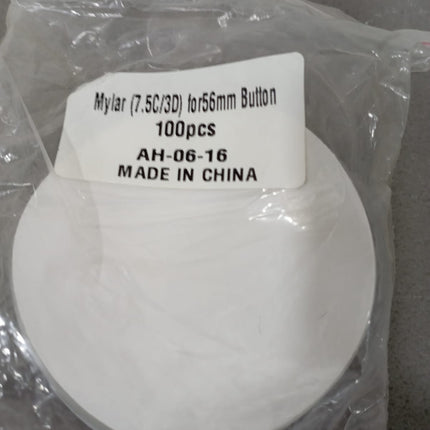 Mylar (7.5C/3D) for56mm Button
100pcs
AH-06-16
MADE IN CHINA